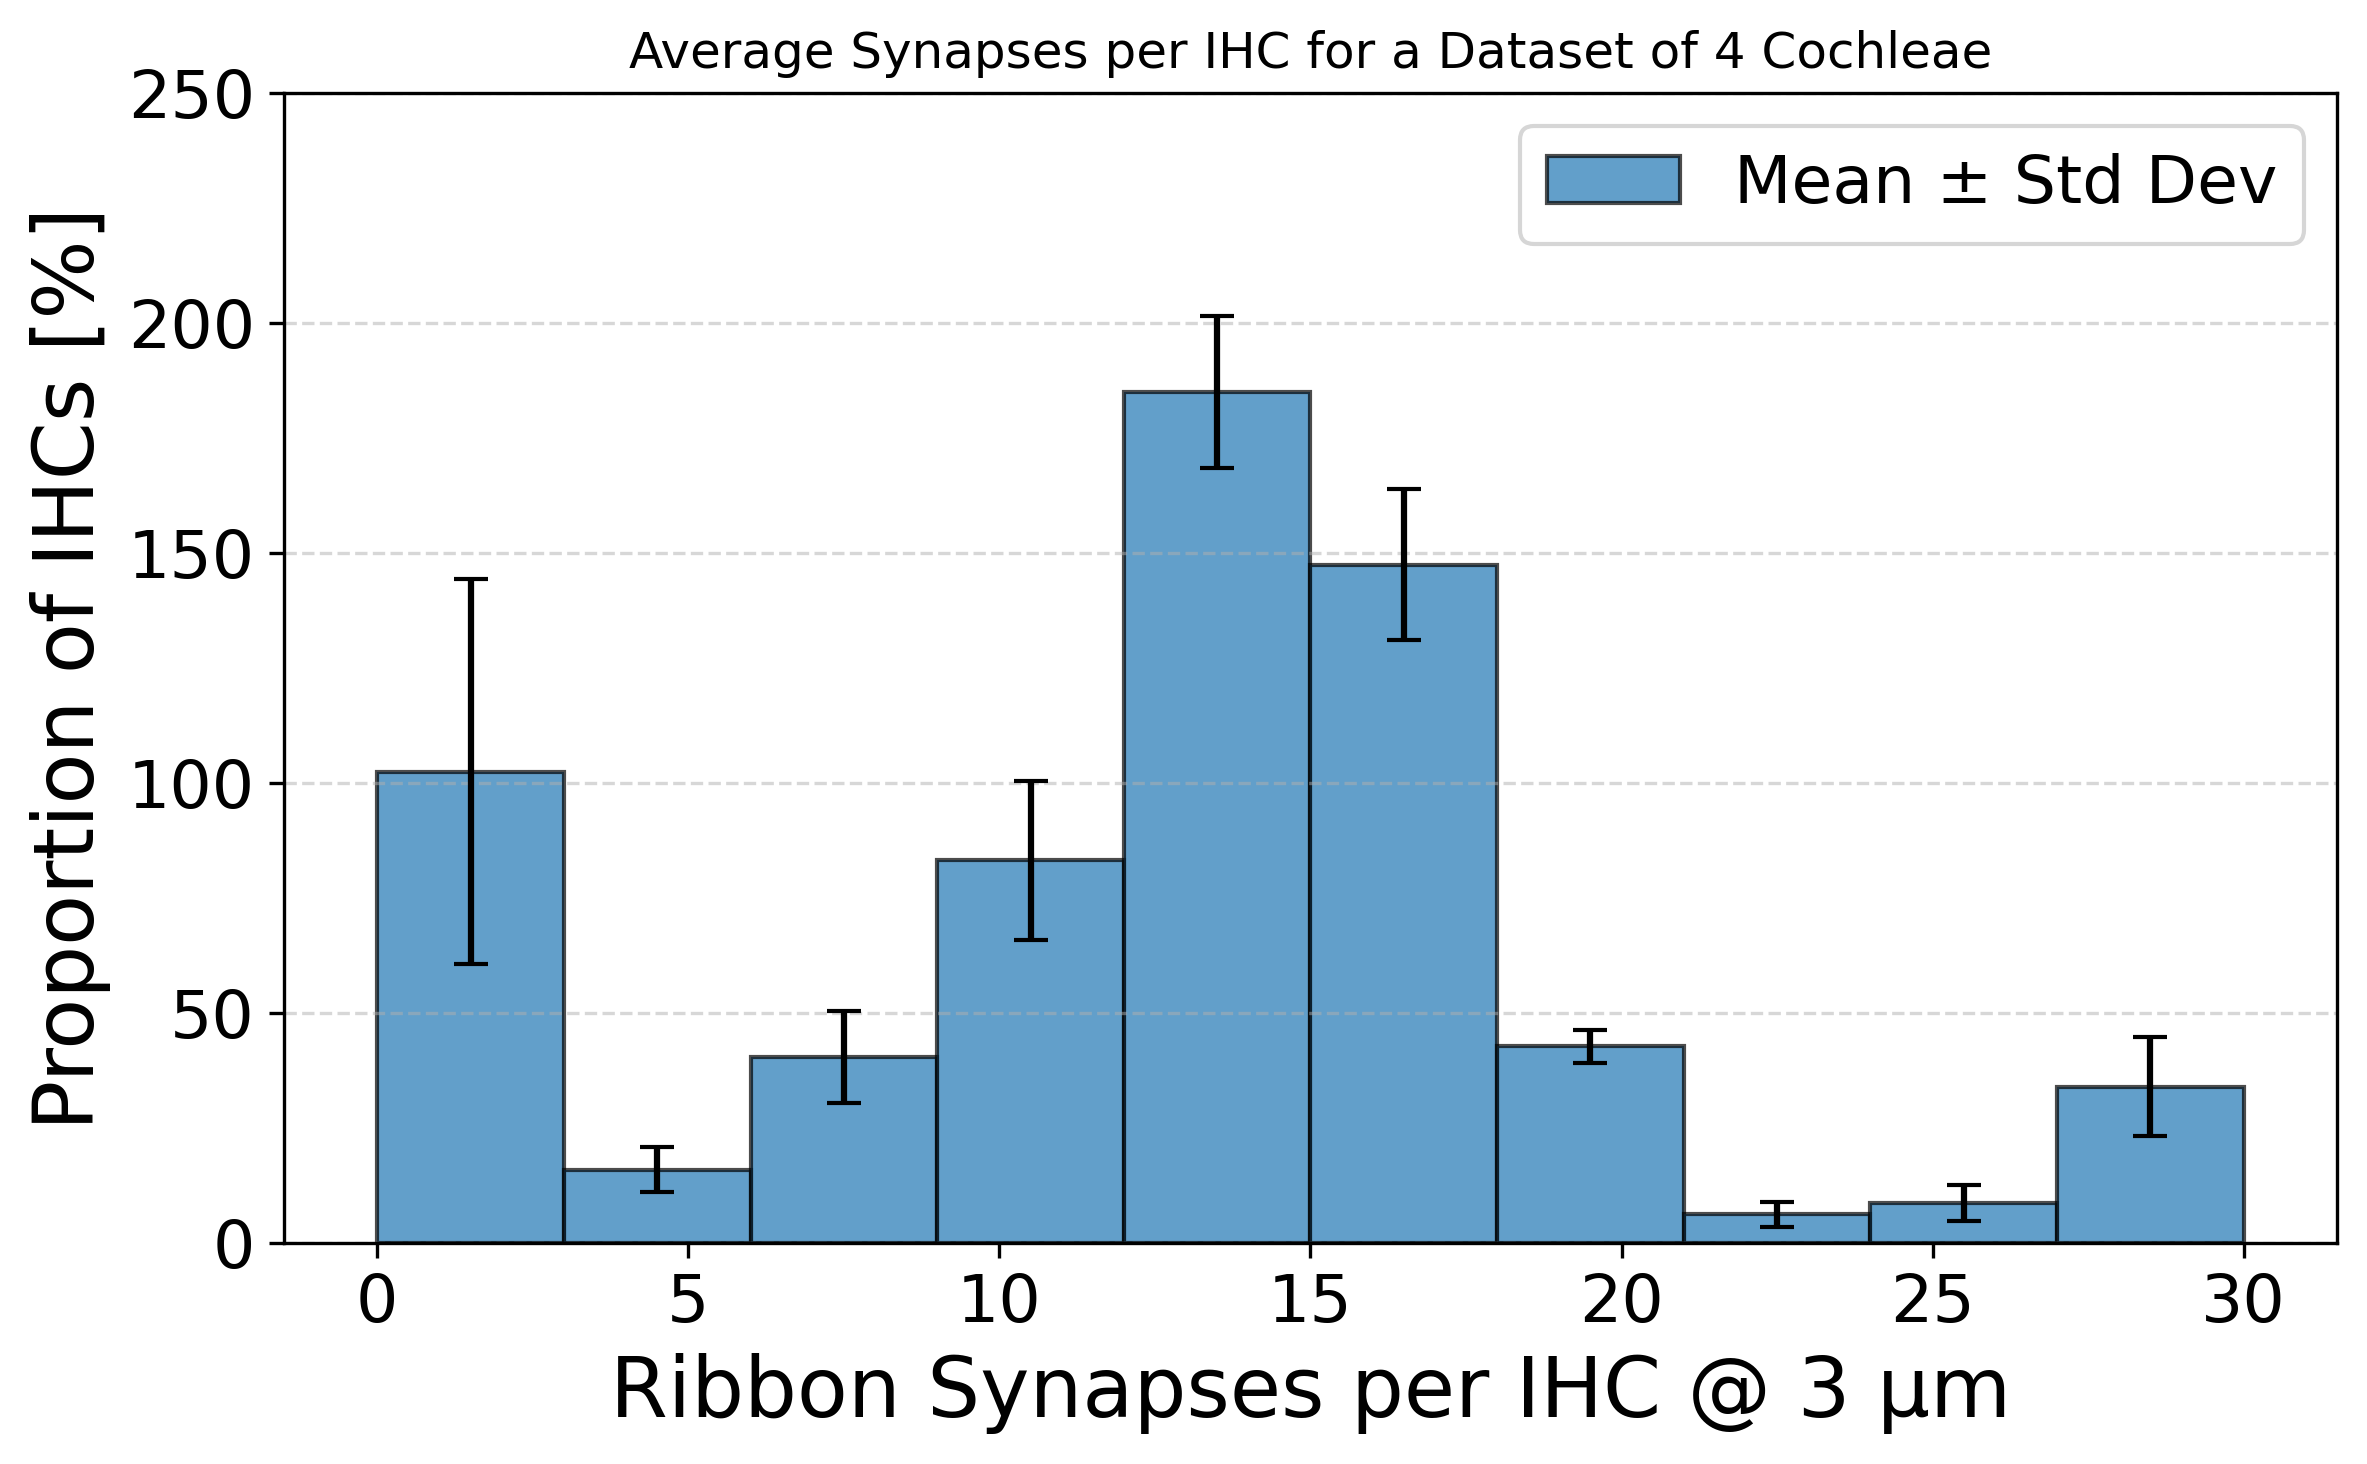 Average Synapses per IHC for a Dataset of 4 Cochleae
250
200
150
100
50
0
Proportion of IHCs [%]
Mean ± Std Dev
0 5 10 15 20 25 30
Ribbon Synapses per IHC @ 3 µm